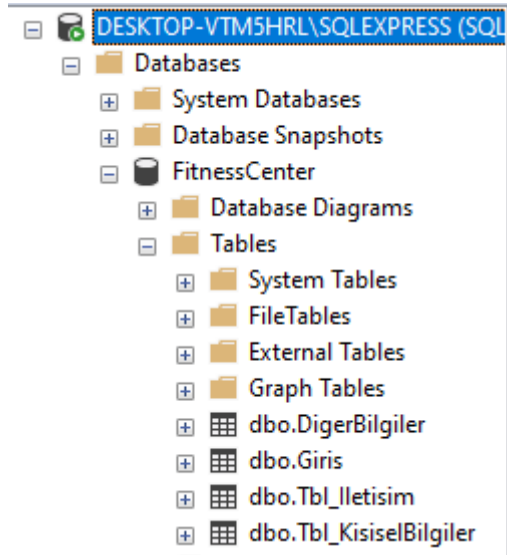 DESKTOP-VTM5HRL\SQLEXPRESS (SQL
Databases
System Databases
Database Snapshots
FitnessCenter
Database Diagrams
Tables
System Tables
FileTables
External Tables
Graph Tables
dbo.DigerBilgiler
dbo.Giris
dbo.Tbl_Iletisim
dbo.Tbl_KisiselBilgiler